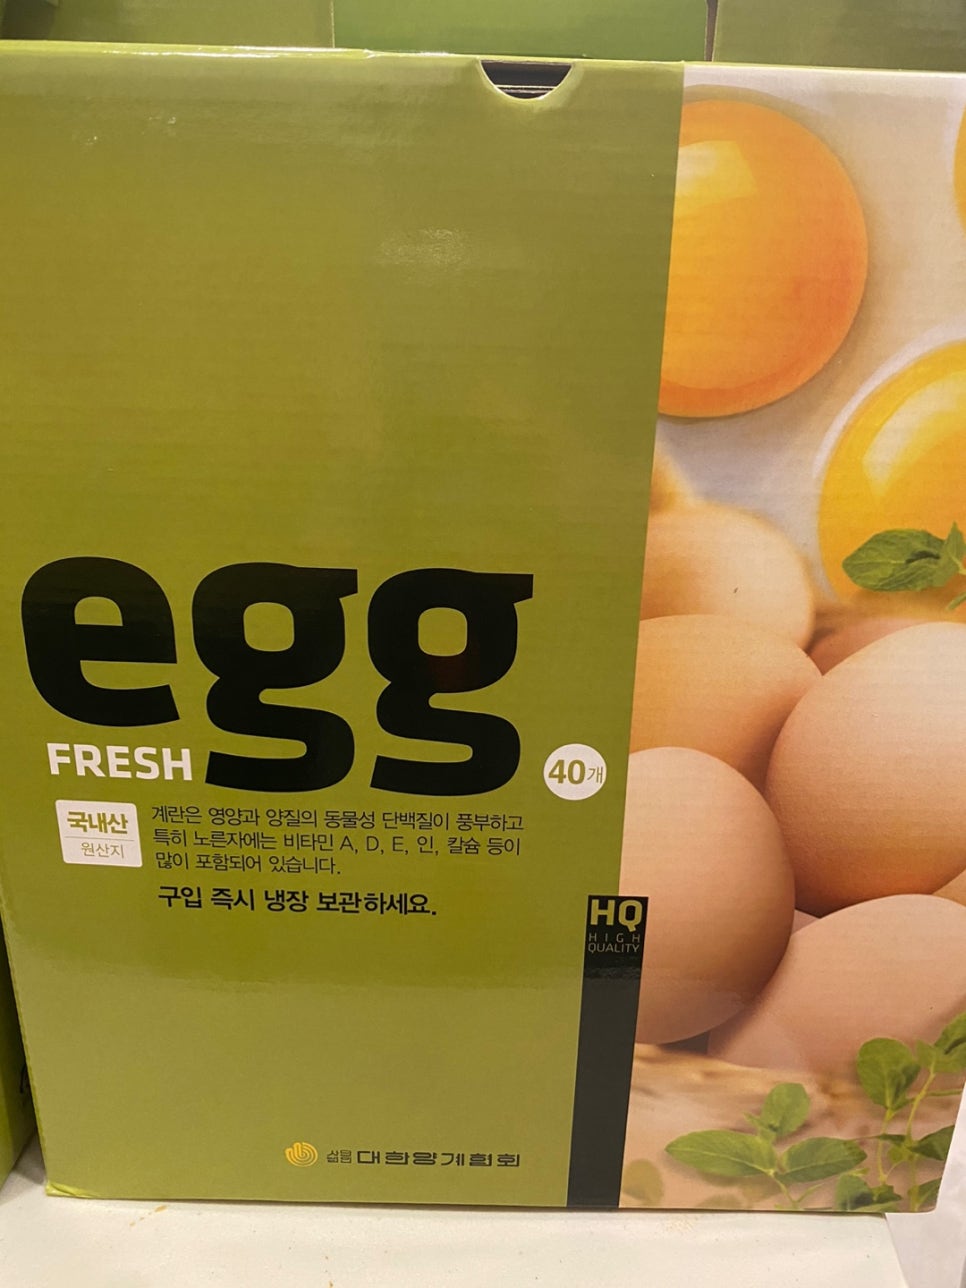 egg
FRESH
40개
국내산
원산지
계란은 영양과 양질의 동물성 단백질이 풍부하고
특히 노른자에는 비타민 A, D, E, 인, 칼슘 등이
많이 포함되어 있습니다.
구입 즉시 냉장 보관하세요.
HQ
HIGH
QUALITY
대한양계협회